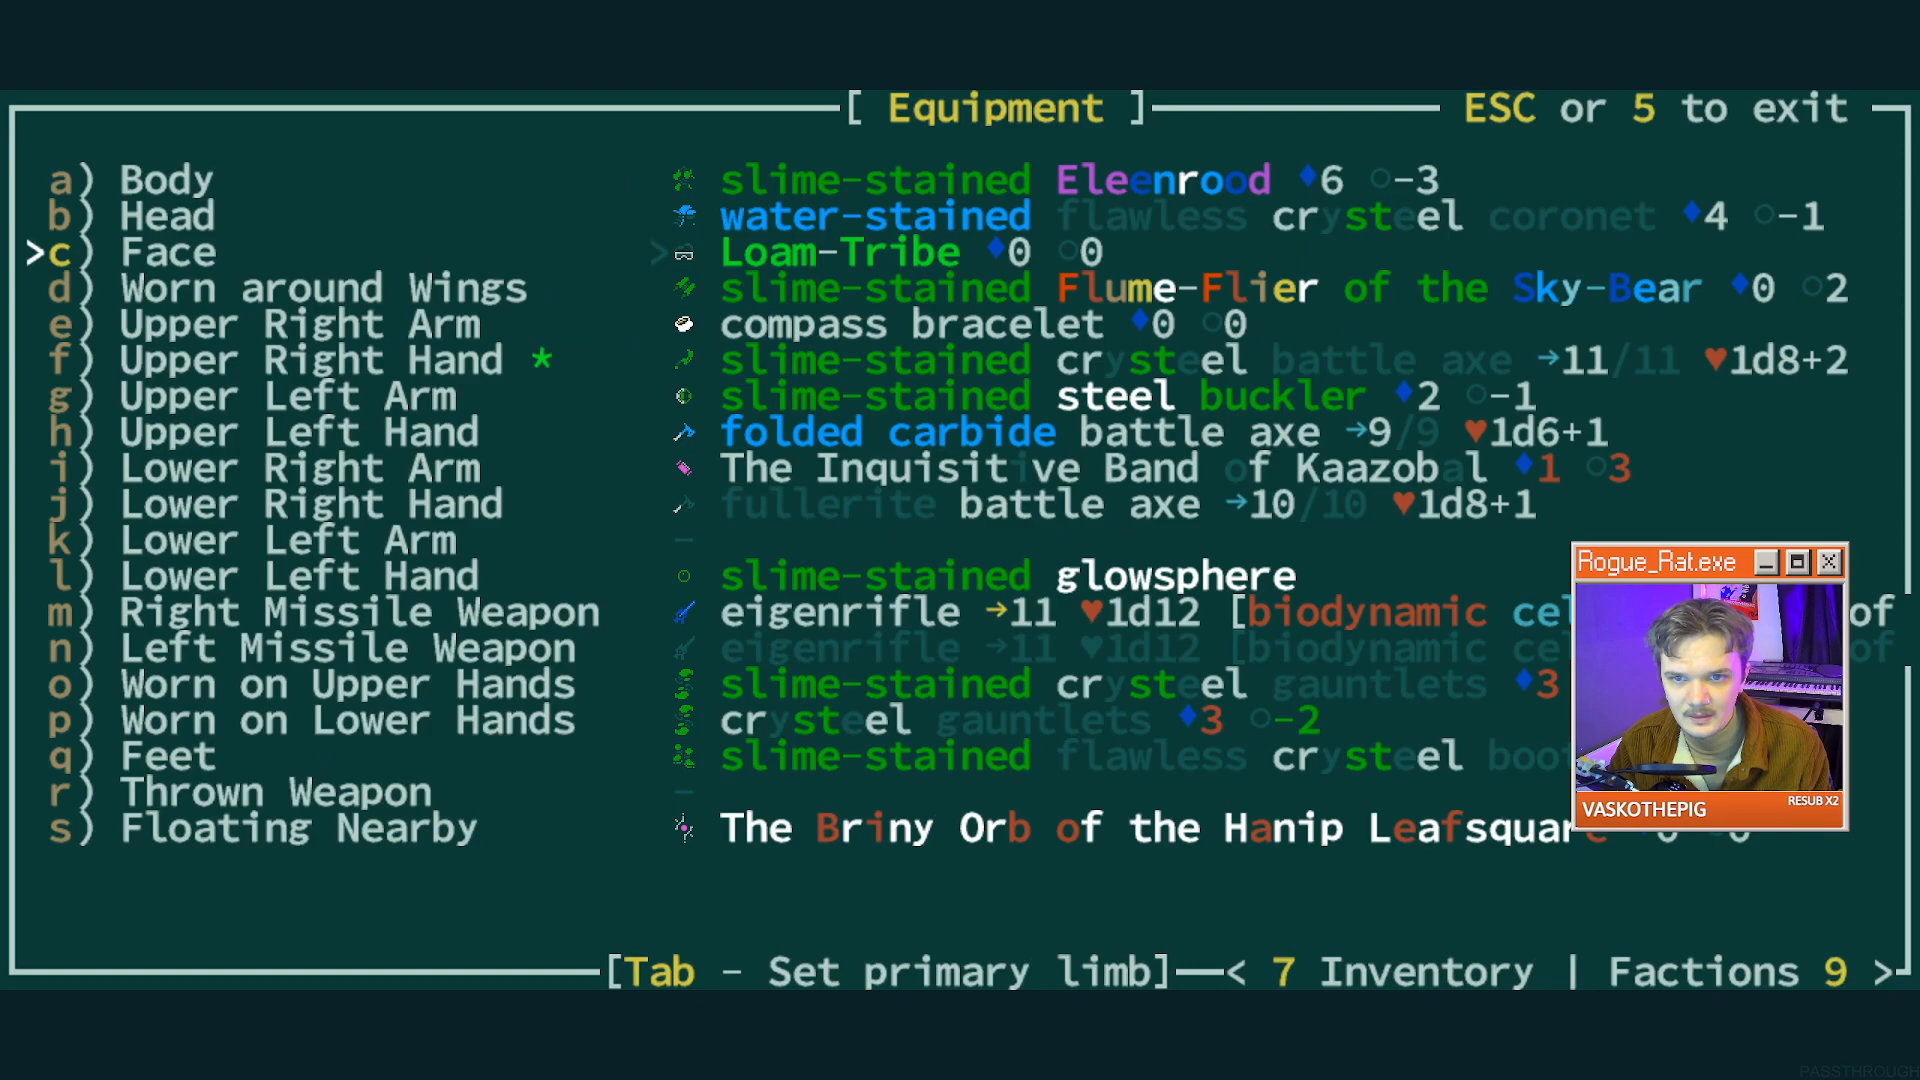 [ Equipment ] ESC or 5 to exit
a) Body slime-stained Eleenrood ♦6 ○-3
b) Head water-stained flawless crysteel coronet ♦4 ○-1
>c) Face > Loam-Tribe ♦0 ○0
d) Worn around Wings slime-stained Flume-Flier of the Sky-Bear ♦0 ○2
e) Upper Right Arm compass bracelet ♦0 ○0
f) Upper Right Hand * slime-stained crysteel battle axe →11/11 ♥1d8+2
g) Upper Left Arm slime-stained steel buckler ♦2 ○-1
h) Upper Left Hand folded carbide battle axe →9/9 ♥1d6+1
i) Lower Right Arm The Inquisitive Band of Kaazobal ♦1 ○3
j) Lower Right Hand fullerite battle axe →10/10 ♥1d8+1
k) Lower Left Arm -
l) Lower Left Hand slime-stained glowsphere
m) Right Missile Weapon eigenrifle →11 ♥1d12 [biodynamic cel of
n) Left Missile Weapon eigenrifle →11 ♥1d12 [biodynamic ce of
o) Worn on Upper Hands slime-stained crysteel gauntlets ♦3
p) Worn on Lower Hands crysteel gauntlets ♦3 ○-2
q) Feet slime-stained flawless crysteel boo
r) Thrown Weapon -
s) Floating Nearby The Briny Orb of the Hanip Leafsquare
[Tab - Set primary limb] < 7 Inventory | Factions 9 >
Rogue_Rat.exe
VASKOTHEPIG RESUB X2
PASSTHROUGH